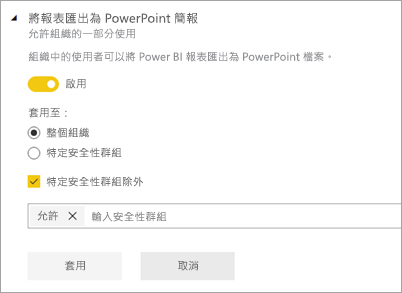 將報表匯出為 PowerPoint 簡報
允許組織的一部分使用
組織中的使用者可以將 Power BI 報表匯出為 PowerPoint 檔案。
啟用
套用至：
整個組織
特定安全性群組
特定安全性群組除外
允許 ✕ 輸入安全性群組
套用 取消